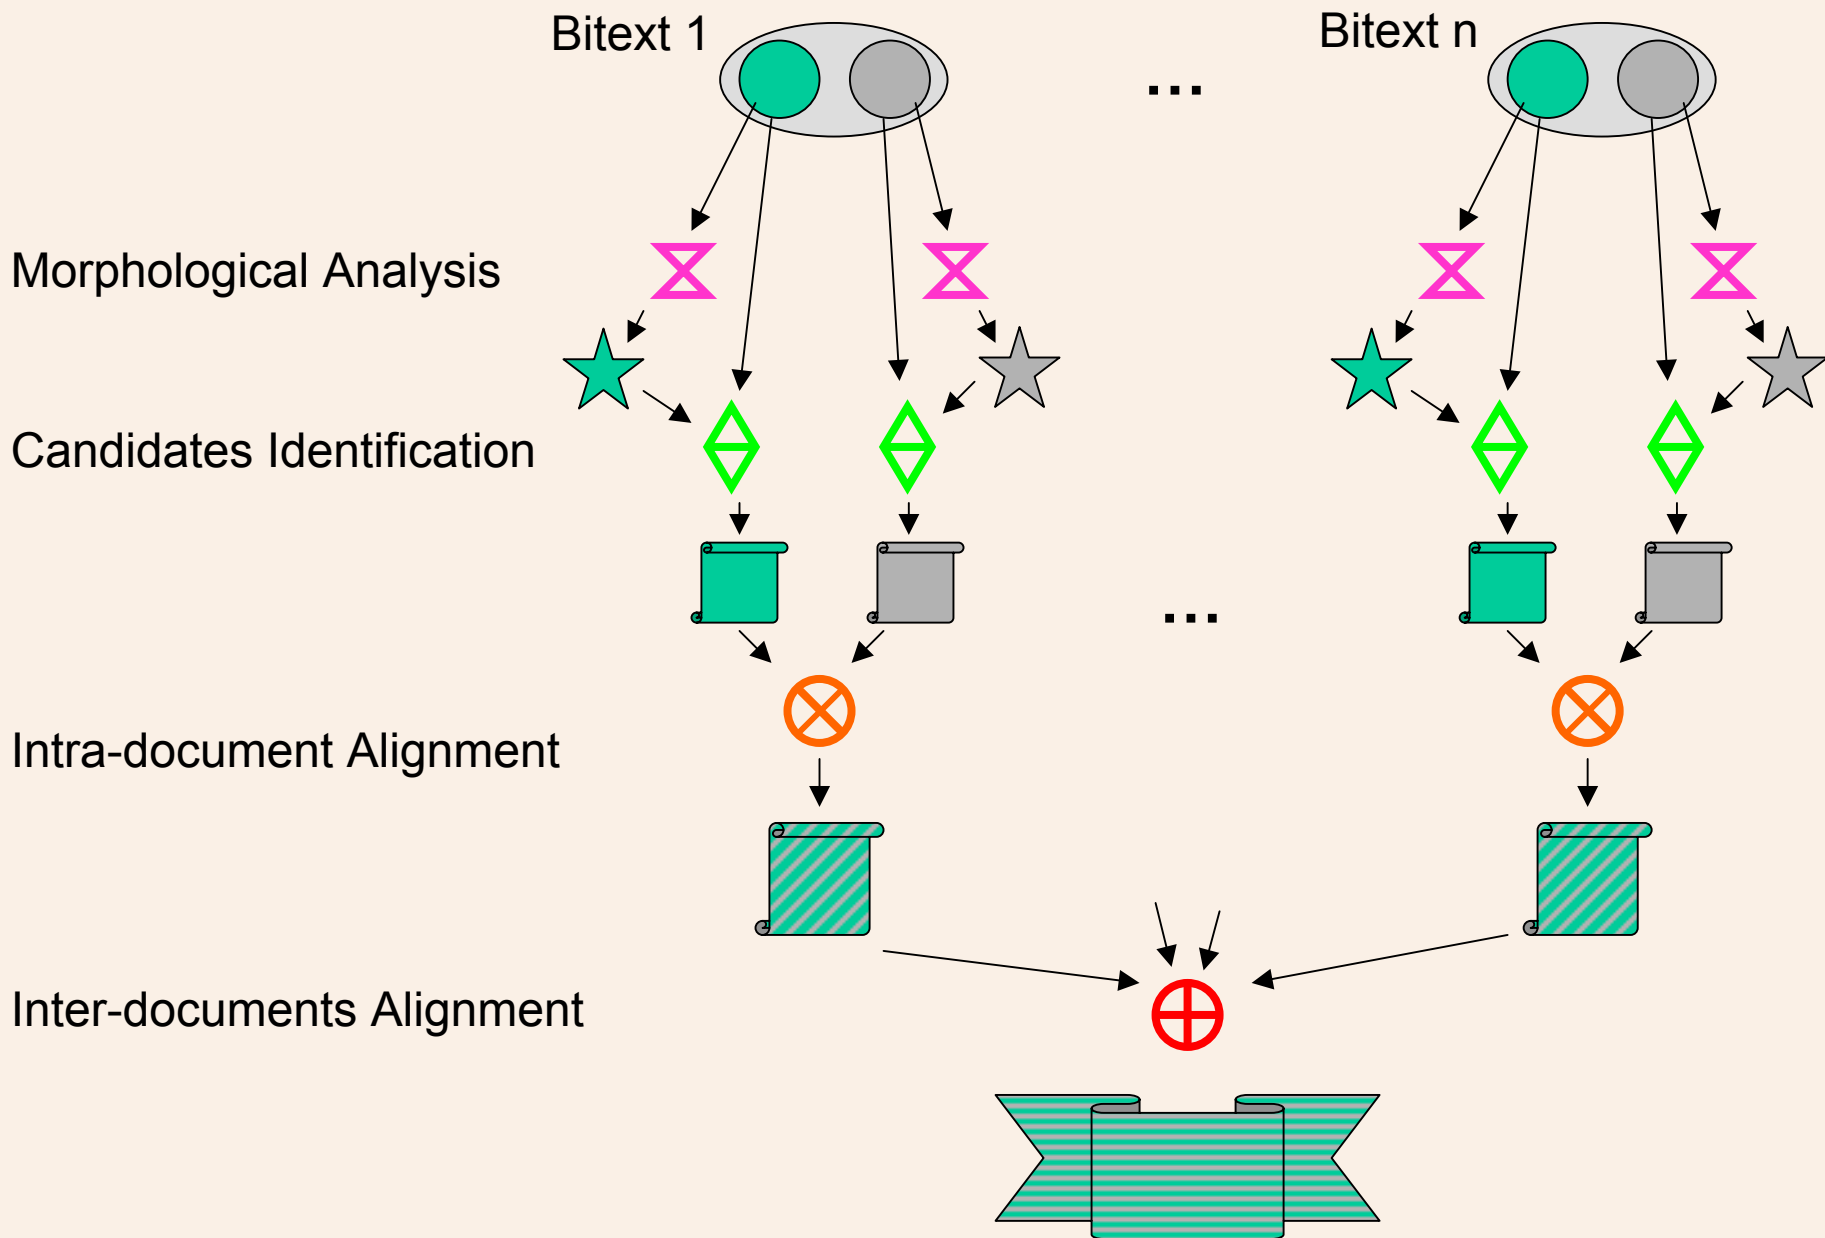 Bitext 1
Bitext n
...
Morphological Analysis
Candidates Identification
...
Intra-document Alignment
Inter-documents Alignment